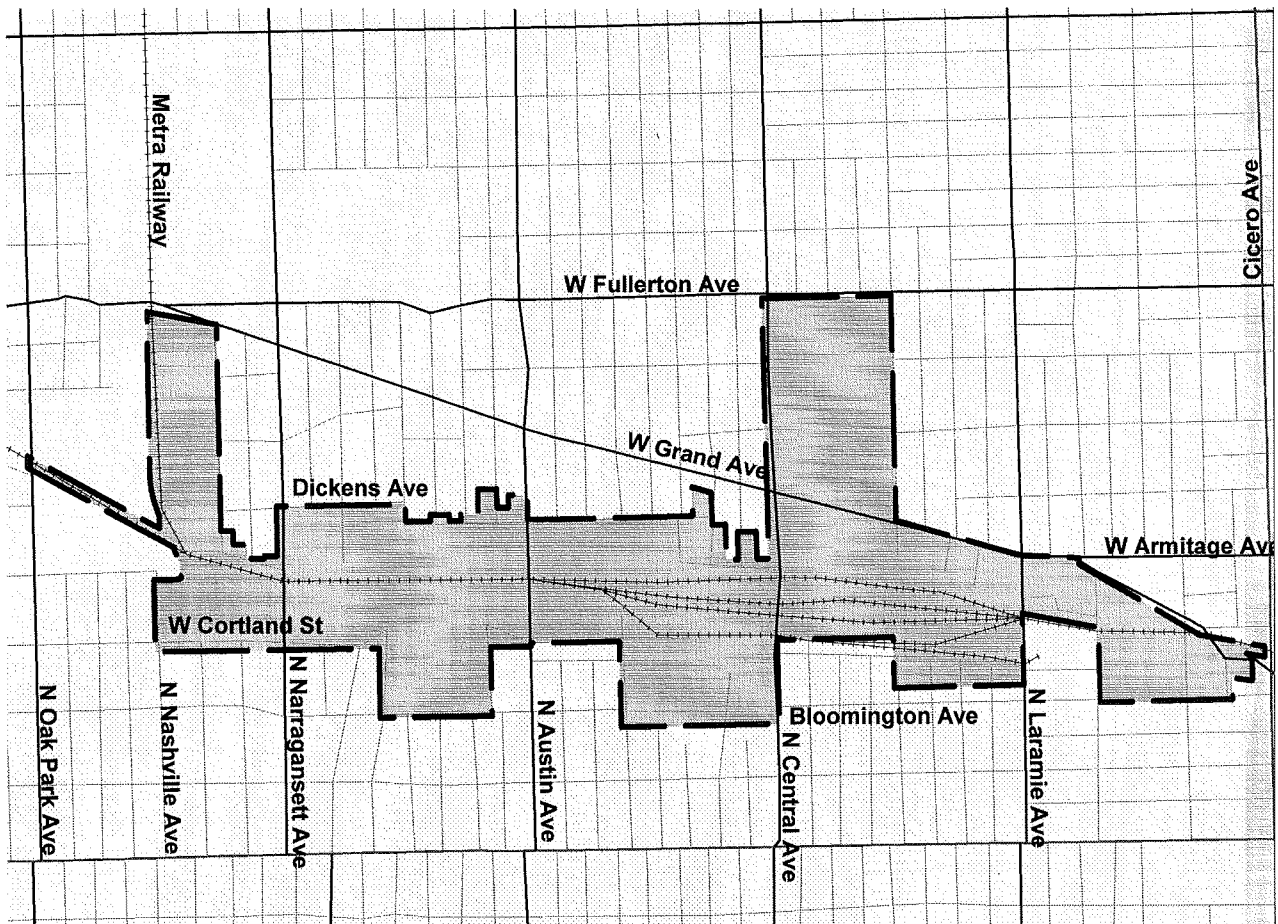 Metra Railway
Cicero Ave
W Fullerton Ave
W Grand Ave
Dickens Ave
W Armitage Ave
W Cortland St
N Oak Park Ave
N Nashville Ave
N Narragansett Ave
N Austin Ave
Bloomington Ave
N Central Ave
N Laramie Ave